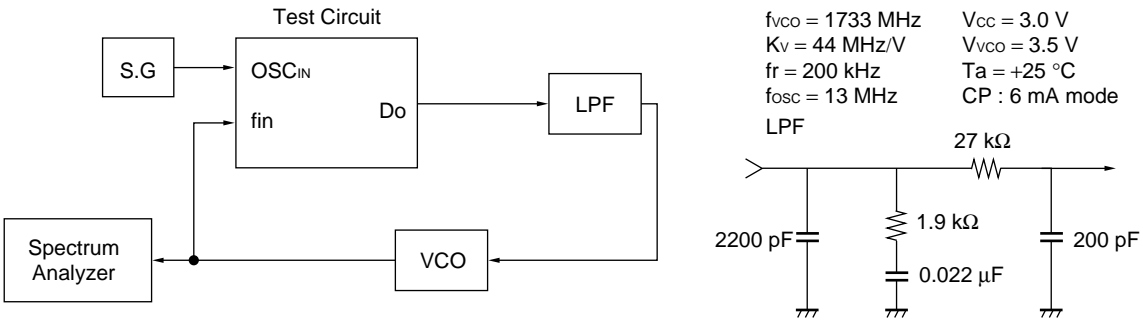 Test Circuit
S.G
OSCIN
fin
Do
LPF
VCO
Spectrum
Analyzer
fVCO = 1733 MHz
KV = 44 MHz/V
fr = 200 kHz
fOSC = 13 MHz
LPF
VCC = 3.0 V
VVCO = 3.5 V
Ta = +25 °C
CP : 6 mA mode
27 kΩ
2200 pF
1.9 kΩ
0.022 μF
200 pF